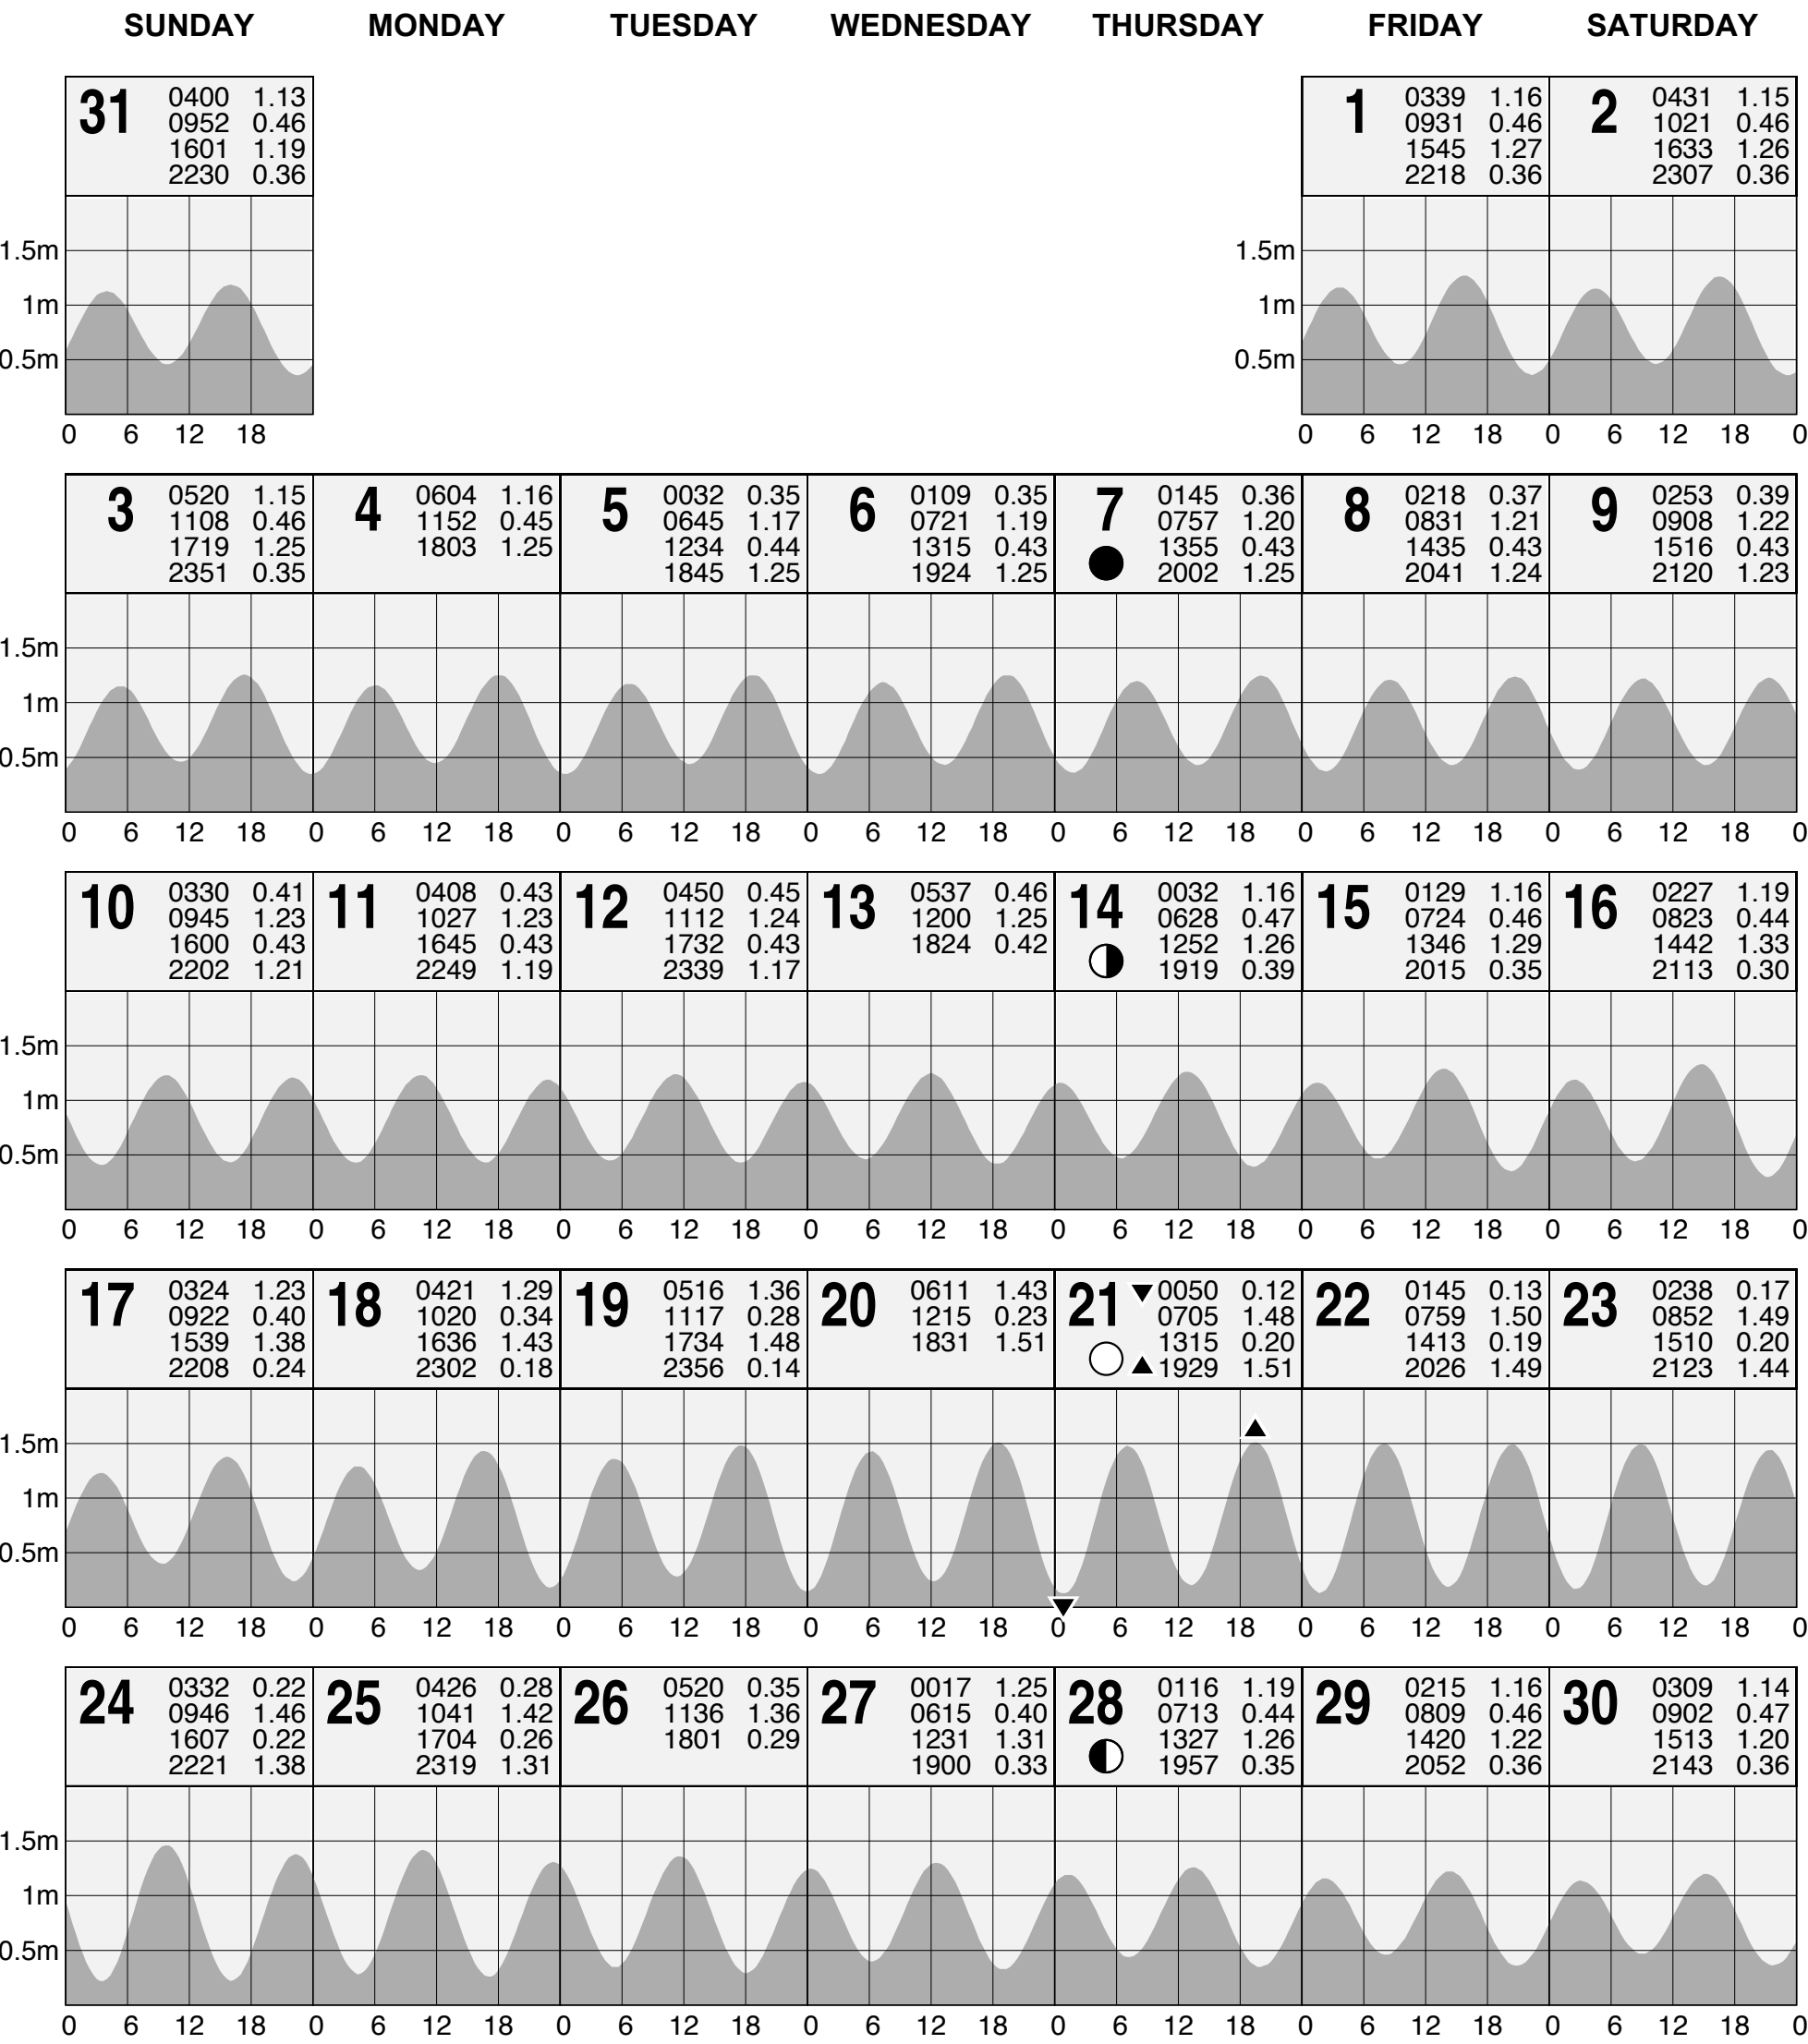 SUNDAY MONDAY TUESDAY WEDNESDAY THURSDAY FRIDAY SATURDAY
31 0400 1.13
0952 0.46
1601 1.19
2230 0.36
1 0339 1.16
0931 0.46
1545 1.27
2218 0.36
2 0431 1.15
1021 0.46
1633 1.26
2307 0.36
1.5m 1.5m
1m 1m
0.5m 0.5m
0 6 12 18 0 6 12 18 0 6 12 18 0
3 0520 1.15
1108 0.46
1719 1.25
2351 0.35
4 0604 1.16
1152 0.45
1803 1.25
5 0032 0.35
0645 1.17
1234 0.44
1845 1.25
6 0109 0.35
0721 1.19
1315 0.43
1924 1.25
7 0145 0.36
0757 1.20
1355 0.43
2002 1.25
8 0218 0.37
0831 1.21
1435 0.43
2041 1.24
9 0253 0.39
0908 1.22
1516 0.43
2120 1.23
1.5m
1m
0.5m
0 6 12 18 0 6 12 18 0 6 12 18 0 6 12 18 0 6 12 18 0 6 12 18 0 6 12 18 0
10 0330 0.41
0945 1.23
1600 0.43
2202 1.21
11 0408 0.43
1027 1.23
1645 0.43
2249 1.19
12 0450 0.45
1112 1.24
1732 0.43
2339 1.17
13 0537 0.46
1200 1.25
1824 0.42
14 0032 1.16
0628 0.47
1252 1.26
1919 0.39
15 0129 1.16
0724 0.46
1346 1.29
2015 0.35
16 0227 1.19
0823 0.44
1442 1.33
2113 0.30
1.5m
1m
0.5m
0 6 12 18 0 6 12 18 0 6 12 18 0 6 12 18 0 6 12 18 0 6 12 18 0 6 12 18 0
17 0324 1.23
0922 0.40
1539 1.38
2208 0.24
18 0421 1.29
1020 0.34
1636 1.43
2302 0.18
19 0516 1.36
1117 0.28
1734 1.48
2356 0.14
20 0611 1.43
1215 0.23
1831 1.51
21 0050 0.12
0705 1.48
1315 0.20
1929 1.51
22 0145 0.13
0759 1.50
1413 0.19
2026 1.49
23 0238 0.17
0852 1.49
1510 0.20
2123 1.44
1.5m
1m
0.5m
0 6 12 18 0 6 12 18 0 6 12 18 0 6 12 18 0 6 12 18 0 6 12 18 0 6 12 18 0
24 0332 0.22
0946 1.46
1607 0.22
2221 1.38
25 0426 0.28
1041 1.42
1704 0.26
2319 1.31
26 0520 0.35
1136 1.36
1801 0.29
27 0017 1.25
0615 0.40
1231 1.31
1900 0.33
28 0116 1.19
0713 0.44
1327 1.26
1957 0.35
29 0215 1.16
0809 0.46
1420 1.22
2052 0.36
30 0309 1.14
0902 0.47
1513 1.20
2143 0.36
1.5m
1m
0.5m
0 6 12 18 0 6 12 18 0 6 12 18 0 6 12 18 0 6 12 18 0 6 12 18 0 6 12 18 0